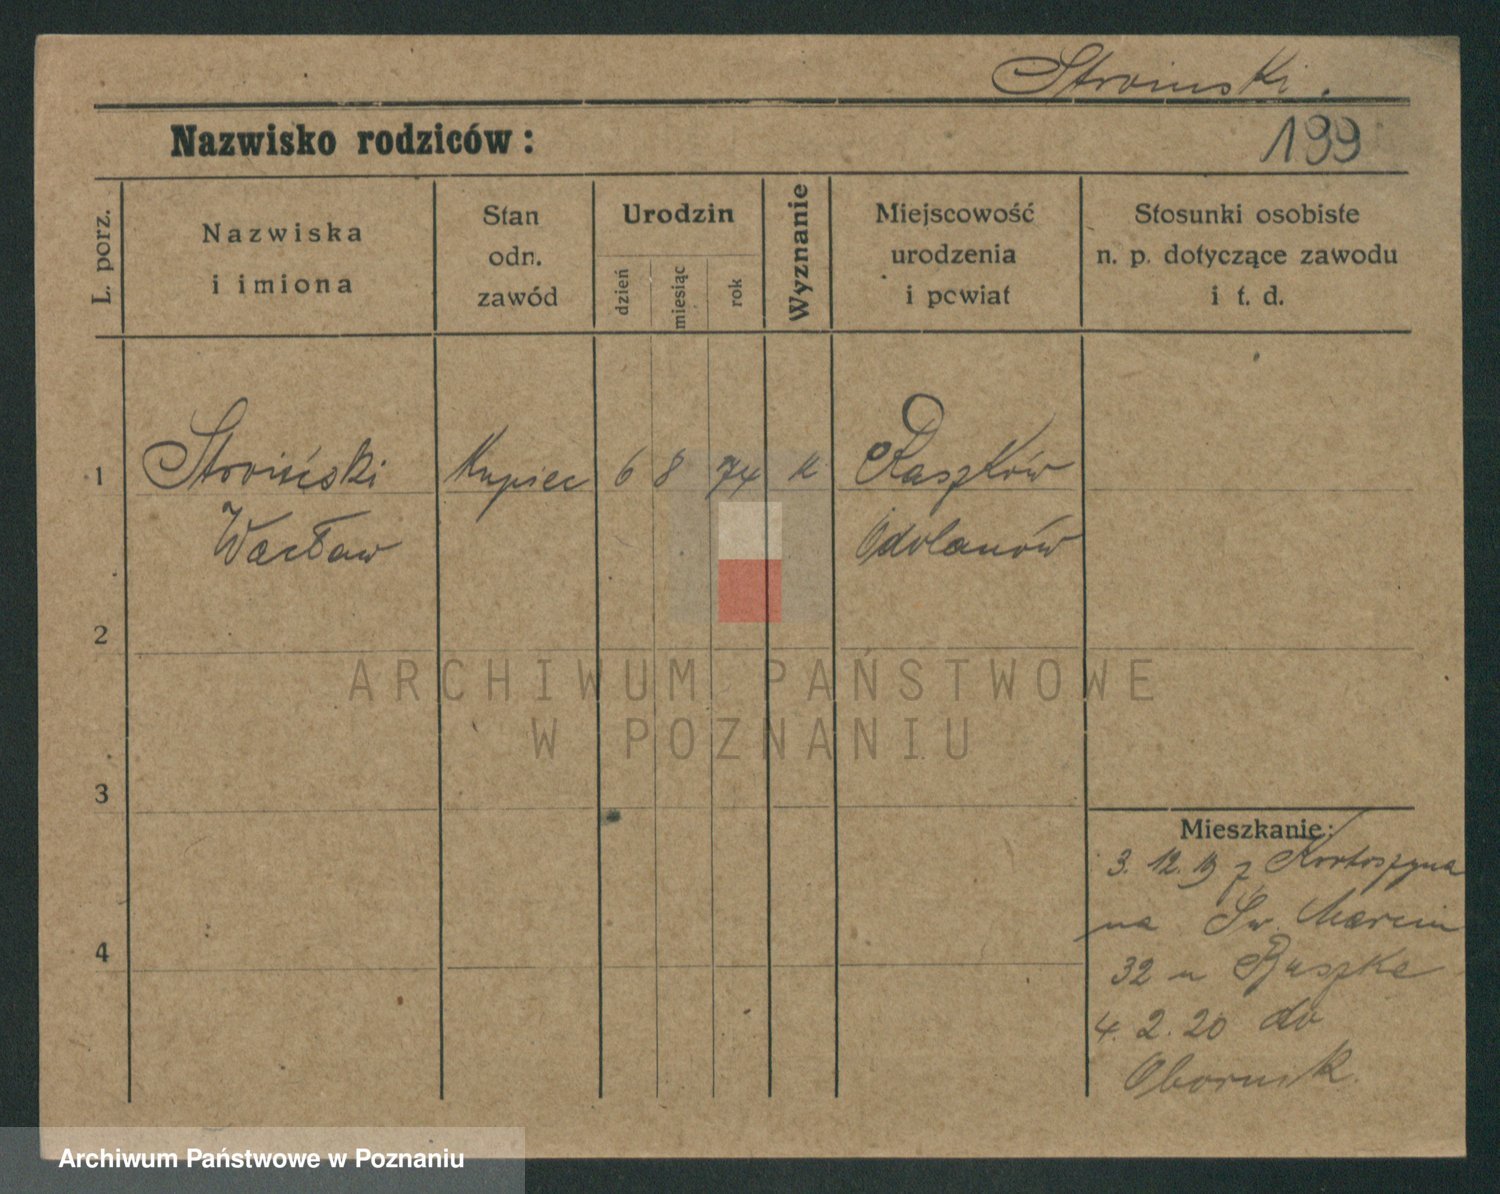 Stroinski.
Nazwisko rodziców:
199
L. porz.
Nazwiska
i imiona
Stan
odn.
zawód
Urodzin
dzień
miesiąc
rok
Wyznanie
Miejscowość
urodzenia
i powiat
Stosunki osobiste
n. p. dotyczące zawodu
i t. d.
1 Stroiński Kupiec 6 8 74 k Raszków
Wacław Odolanów
2
3
4
Mieszkanie:
3. 12. 19 z
na Św. Marcin
32 u
4. 2. 20 do
Obornik.
ARCHIWUM PAŃSTWOWE
W POZNANIU
Archiwum Państwowe w Poznaniu